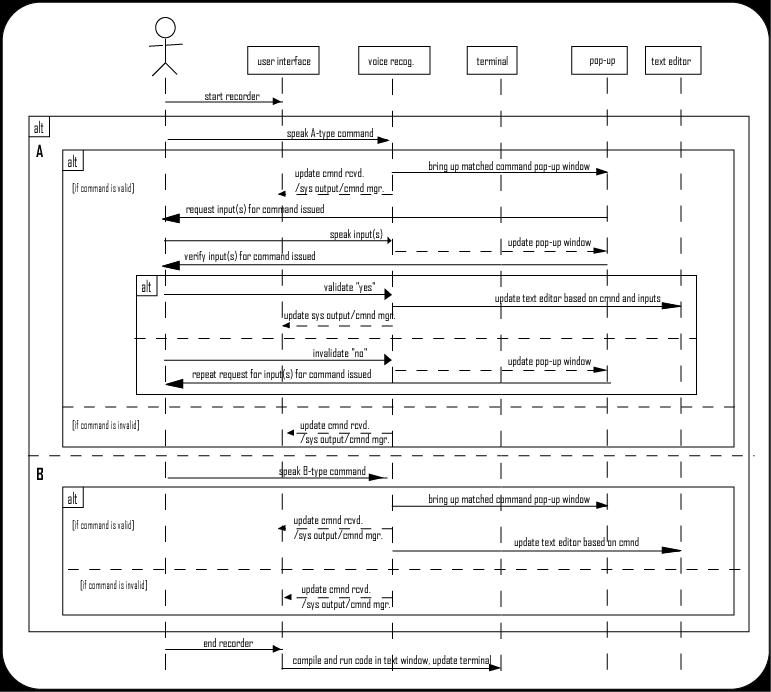 user interface
voice recog.
terminal
pop-up
text editor
start recorder
alt
speak A-type command
A
alt
update cmnd rcvd.
bring up matched command pop-up window
[if command is valid]
/sys output/cmnd mgr.
request input(s) for command issued
speak input(s)
update pop-up window
verify input(s) for command issued
alt
validate "yes"
update text editor based on cmnd and inputs
update sys output/cmnd mgr.
invalidate "no"
update pop-up window
repeat request for input(s) for command issued
[if command is invalid]
update cmnd rcvd.
/sys output/cmnd mgr.
B
speak B-type command
alt
bring up matched command pop-up window
[if command is valid]
update cmnd rcvd.
/sys output/cmnd mgr.
update text editor based on cmnd
[if command is invalid]
update cmnd rcvd.
/sys output/cmnd mgr.
end recorder
compile and run code in text window, update terminal